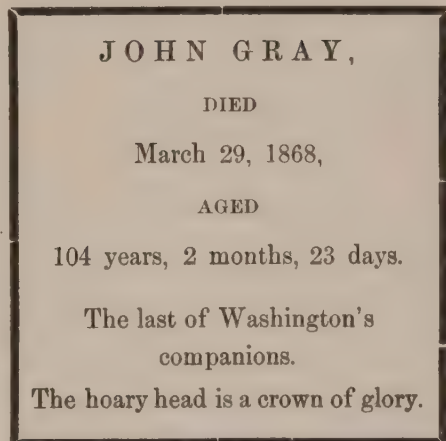 JOHN GRAY,
DIED
March 29, 1868,
AGED
104 years, 2 months, 23 days.
The last of Washington's
companions.
The hoary head is a crown of glory.